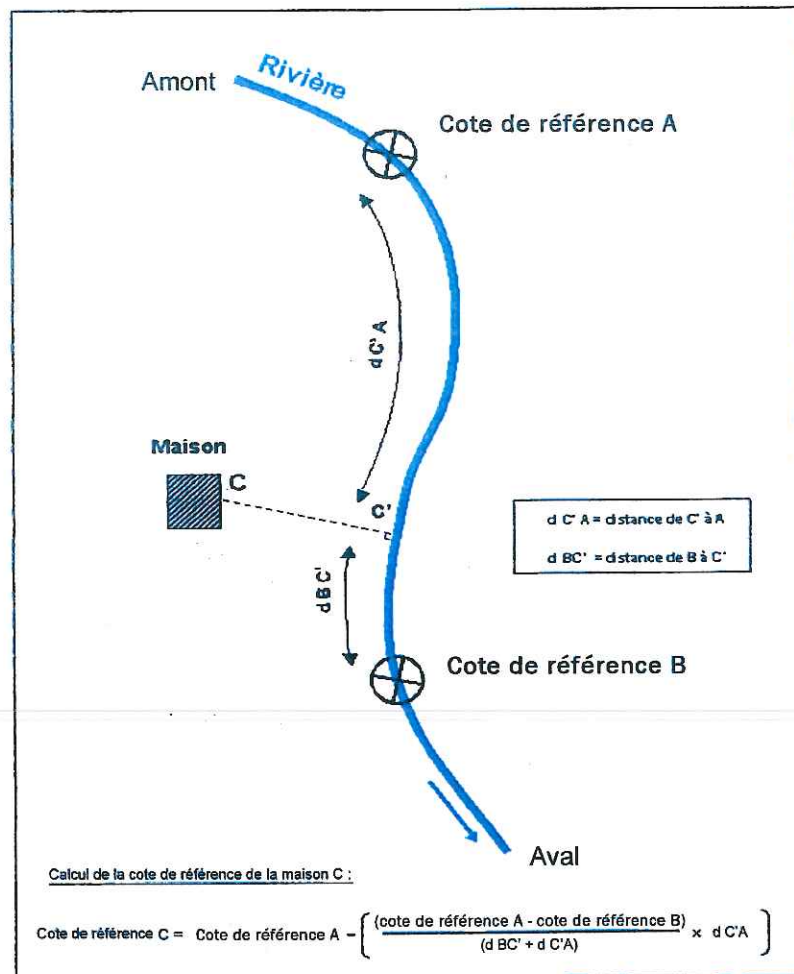 Rivière
Amont
Cote de référence A
d C' A
Maison
C
C'
d C' A = distance de C' à A
d BC' = distance de B à C'
d BC'
Cote de référence B
Aval
Calcul de la cote de référence de la maison C :
Cote de référence C = Cote de référence A - ( (cote de référence A - cote de référence B) / (d BC' + d C'A) × d C'A )